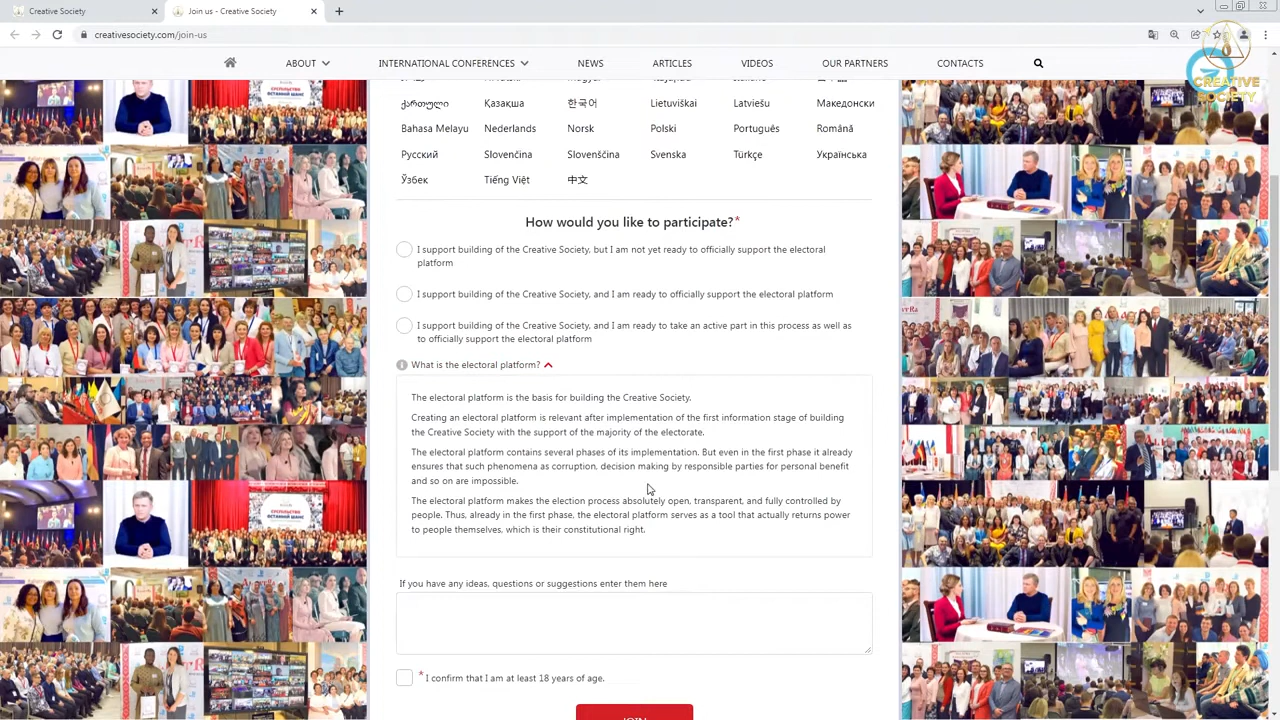 Creative Society
Join us - Creative Society
creativesociety.com/join-us
ABOUT
INTERNATIONAL CONFERENCES
NEWS
ARTICLES
VIDEOS
OUR PARTNERS
CONTACTS
CREATIVE
SOCIETY
ქართული Қазақша 한국어 Lietuviškai Latviešu Македонски
Bahasa Melayu Nederlands Norsk Polski Português Română
Русский Slovenčina Slovenščina Svenska Türkçe Українська
Ўзбек Tiếng Việt 中文
How would you like to participate?*
I support building of the Creative Society, but I am not yet ready to officially support the electoral
platform
I support building of the Creative Society, and I am ready to officially support the electoral platform
I support building of the Creative Society, and I am ready to take an active part in this process as well as
to officially support the electoral platform
What is the electoral platform?
The electoral platform is the basis for building the Creative Society.
Creating an electoral platform is relevant after implementation of the first information stage of building
the Creative Society with the support of the majority of the electorate.
The electoral platform contains several phases of its implementation. But even in the first phase it already
ensures that such phenomena as corruption, decision making by responsible parties for personal benefit
and so on are impossible.
The electoral platform makes the election process absolutely open, transparent, and fully controlled by
people. Thus, already in the first phase, the electoral platform serves as a tool that actually returns power
to people themselves, which is their constitutional right.
If you have any ideas, questions or suggestions enter them here
* I confirm that I am at least 18 years of age.
JOIN